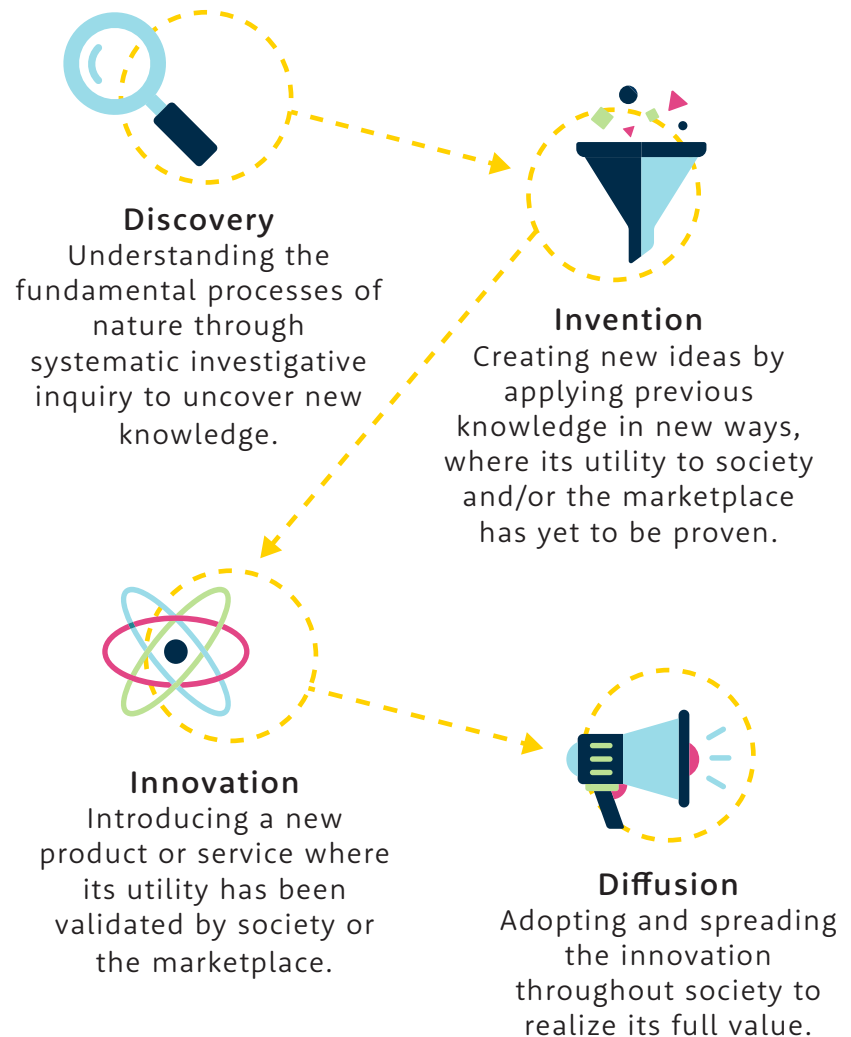 Discovery
Understanding the
fundamental processes of
nature through
systematic investigative
inquiry to uncover new
knowledge.
Invention
Creating new ideas by
applying previous
knowledge in new ways,
where its utility to society
and/or the marketplace
has yet to be proven.
Innovation
Introducing a new
product or service where
its utility has been
validated by society or
the marketplace.
Diffusion
Adopting and spreading
the innovation
throughout society to
realize its full value.